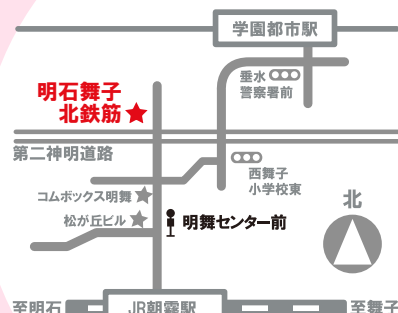 学園都市駅
垂水
警察署前
明石舞子
北鉄筋
第二神明道路
西舞子
小学校東
コムボックス明舞
松が丘ビル
明舞センター前
北
至明石
JR朝霧駅
至舞子